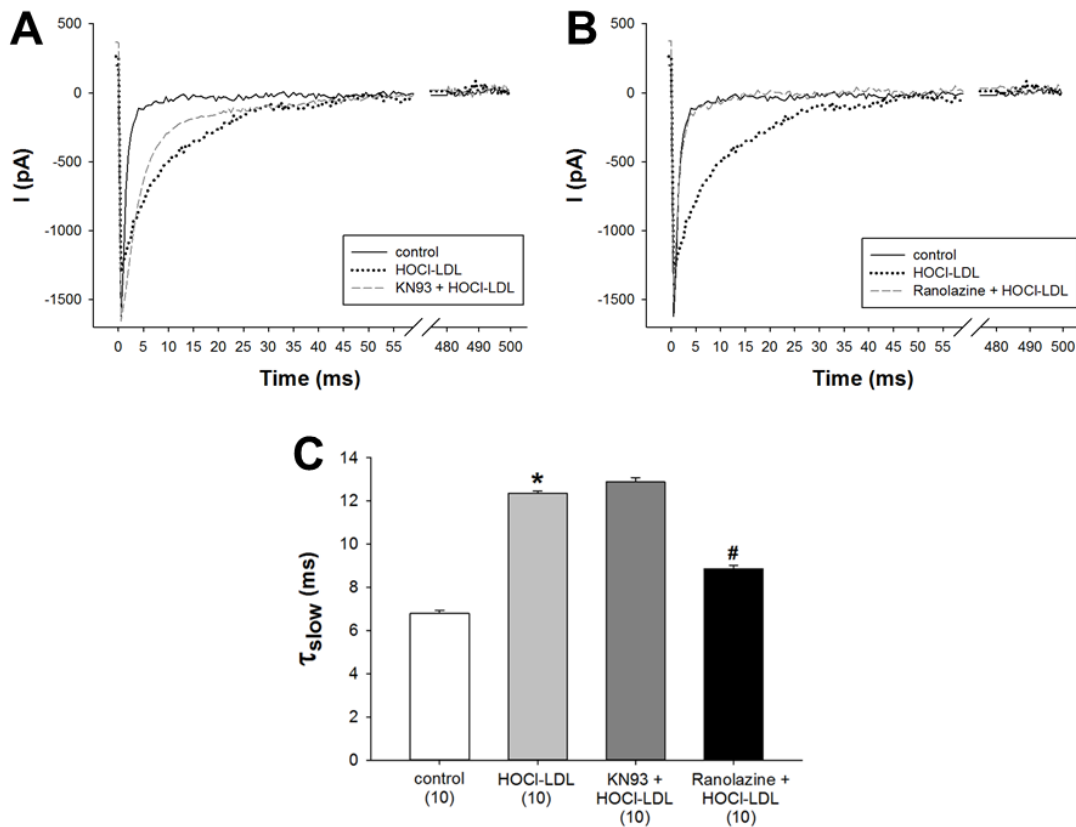 A
500
0
-500
-1000
-1500
I (pA)
control
HOCl-LDL
KN93 + HOCl-LDL
0 5 10 15 20 25 30 35 40 45 50 55 480 490 500
Time (ms)
B
500
0
-500
-1000
-1500
I (pA)
control
HOCl-LDL
Ranolazine + HOCl-LDL
0 5 10 15 20 25 30 35 40 45 50 55 480 490 500
Time (ms)
C
14
12
10
8
6
4
2
0
τslow (ms)
*
#
control
(10)
HOCl-LDL
(10)
KN93 +
HOCl-LDL
(10)
Ranolazine +
HOCl-LDL
(10)